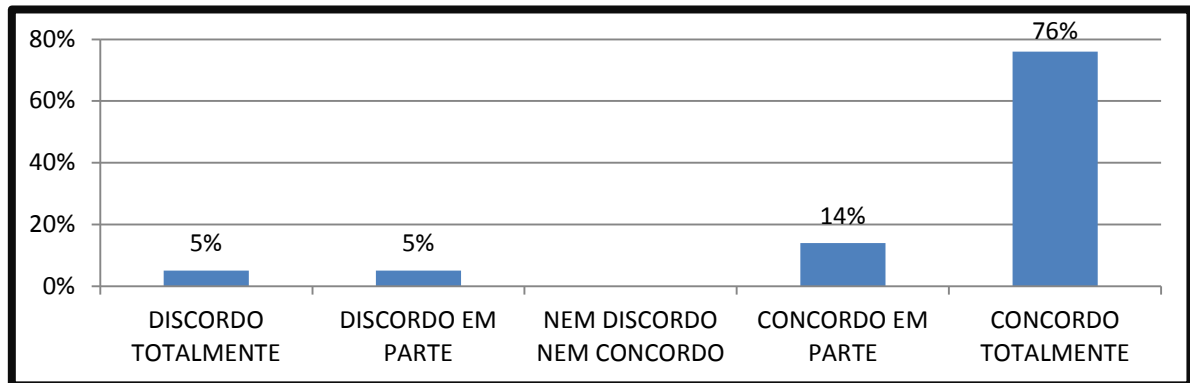 80%
60%
40%
20%
0%
5%
5%
14%
76%
DISCORDO
TOTALMENTE
DISCORDO EM
PARTE
NEM DISCORDO
NEM CONCORDO
CONCORDO EM
PARTE
CONCORDO
TOTALMENTE